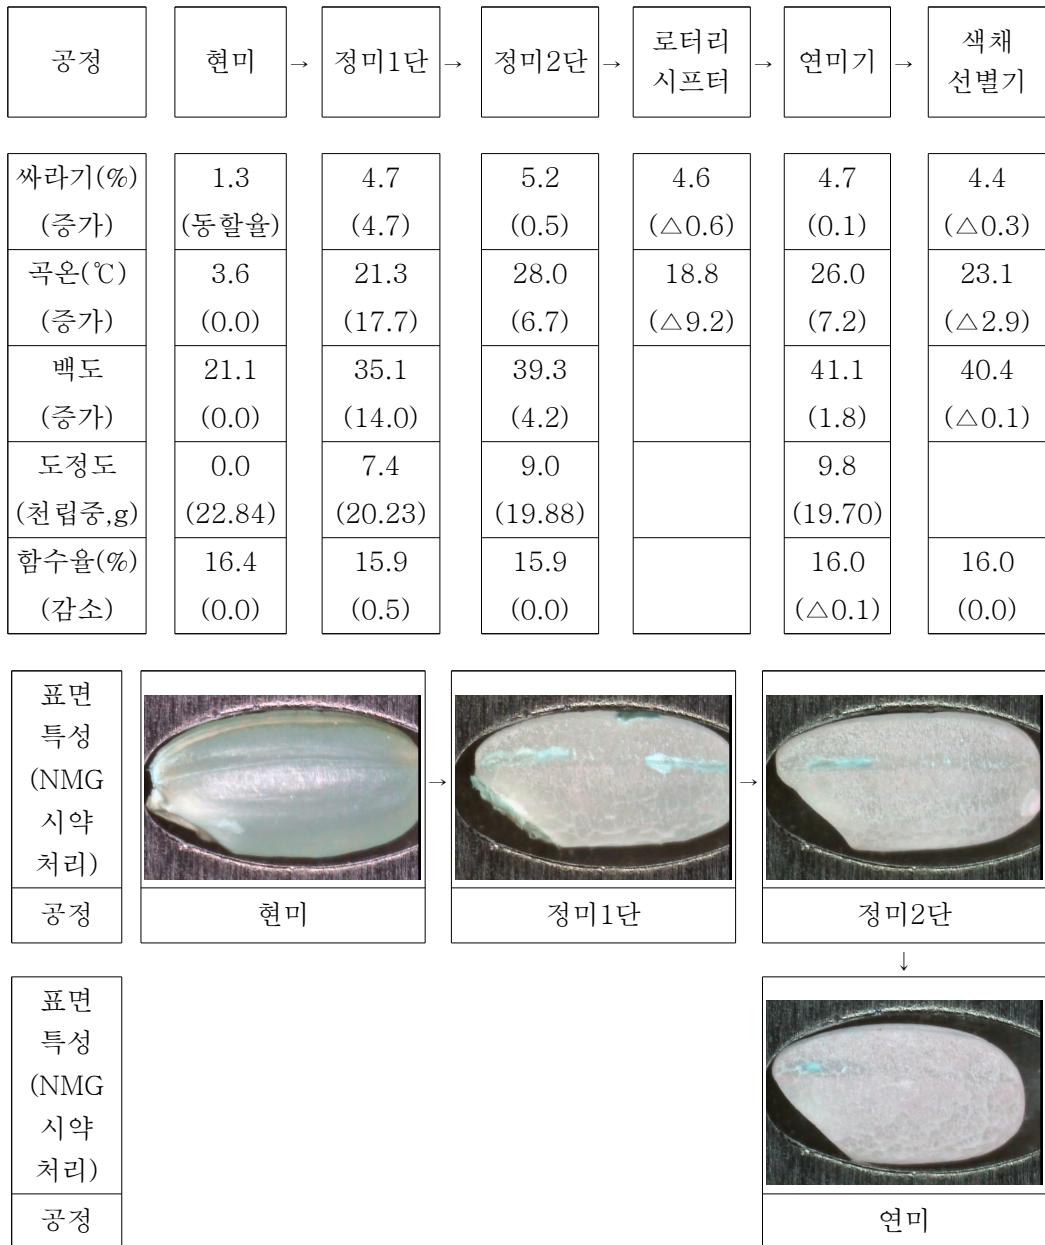 공정 현미 → 정미1단 → 정미2단 → 로터리 시프터 → 연미기 → 색채 선별기
싸라기(%) 1.3 4.7 5.2 4.6 4.7 4.4
(증가) (동할율) (4.7) (0.5) (△0.6) (0.1) (△0.3)
곡온(℃) 3.6 21.3 28.0 18.8 26.0 23.1
(증가) (0.0) (17.7) (6.7) (△9.2) (7.2) (△2.9)
백도 21.1 35.1 39.3 41.1 40.4
(증가) (0.0) (14.0) (4.2) (1.8) (△0.1)
도정도 0.0 7.4 9.0 9.8
(천립중,g) (22.84) (20.23) (19.88) (19.70)
함수율(%) 16.4 15.9 15.9 16.0 16.0
(감소) (0.0) (0.5) (0.0) (△0.1) (0.0)
표면
특성
(NMG → →
시약
처리)
공정 현미 정미1단 정미2단
↓
표면
특성
(NMG
시약
처리)
공정 연미